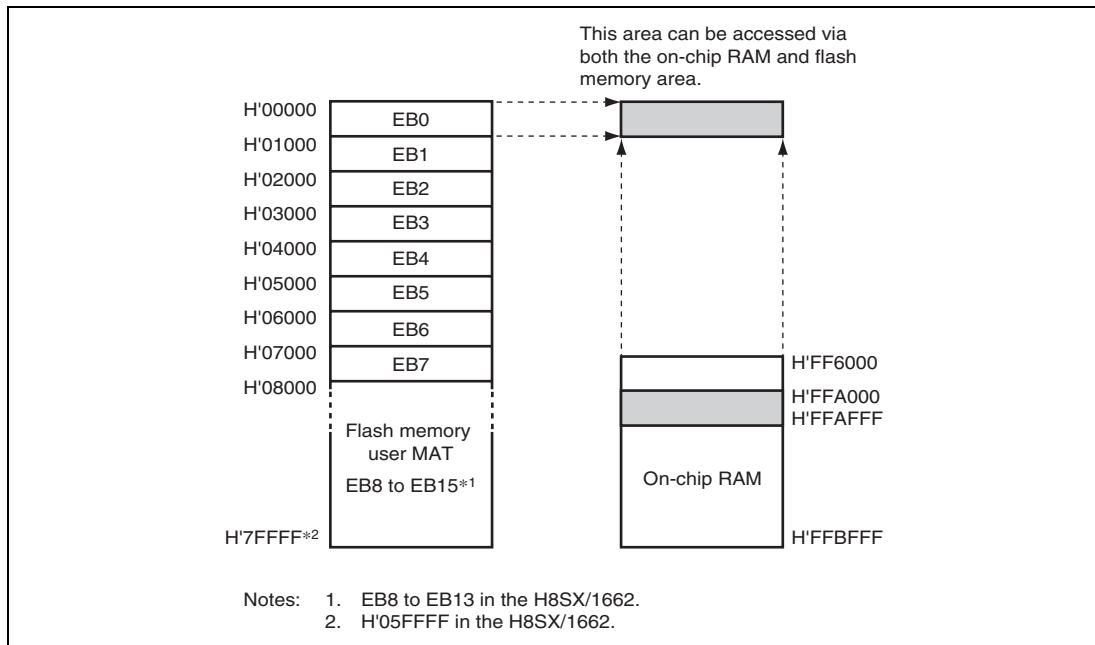 This area can be accessed via
both the on-chip RAM and flash
memory area.
H'00000
EB0
H'01000
EB1
H'02000
EB2
H'03000
EB3
H'04000
EB4
H'05000
EB5
H'06000
EB6
H'07000
EB7
H'08000
Flash memory
user MAT
EB8 to EB15*1
H'7FFFF*2
H'FF6000
H'FFA000
H'FFAFFF
On-chip RAM
H'FFBFFF
Notes: 1. EB8 to EB13 in the H8SX/1662.
2. H'05FFFF in the H8SX/1662.